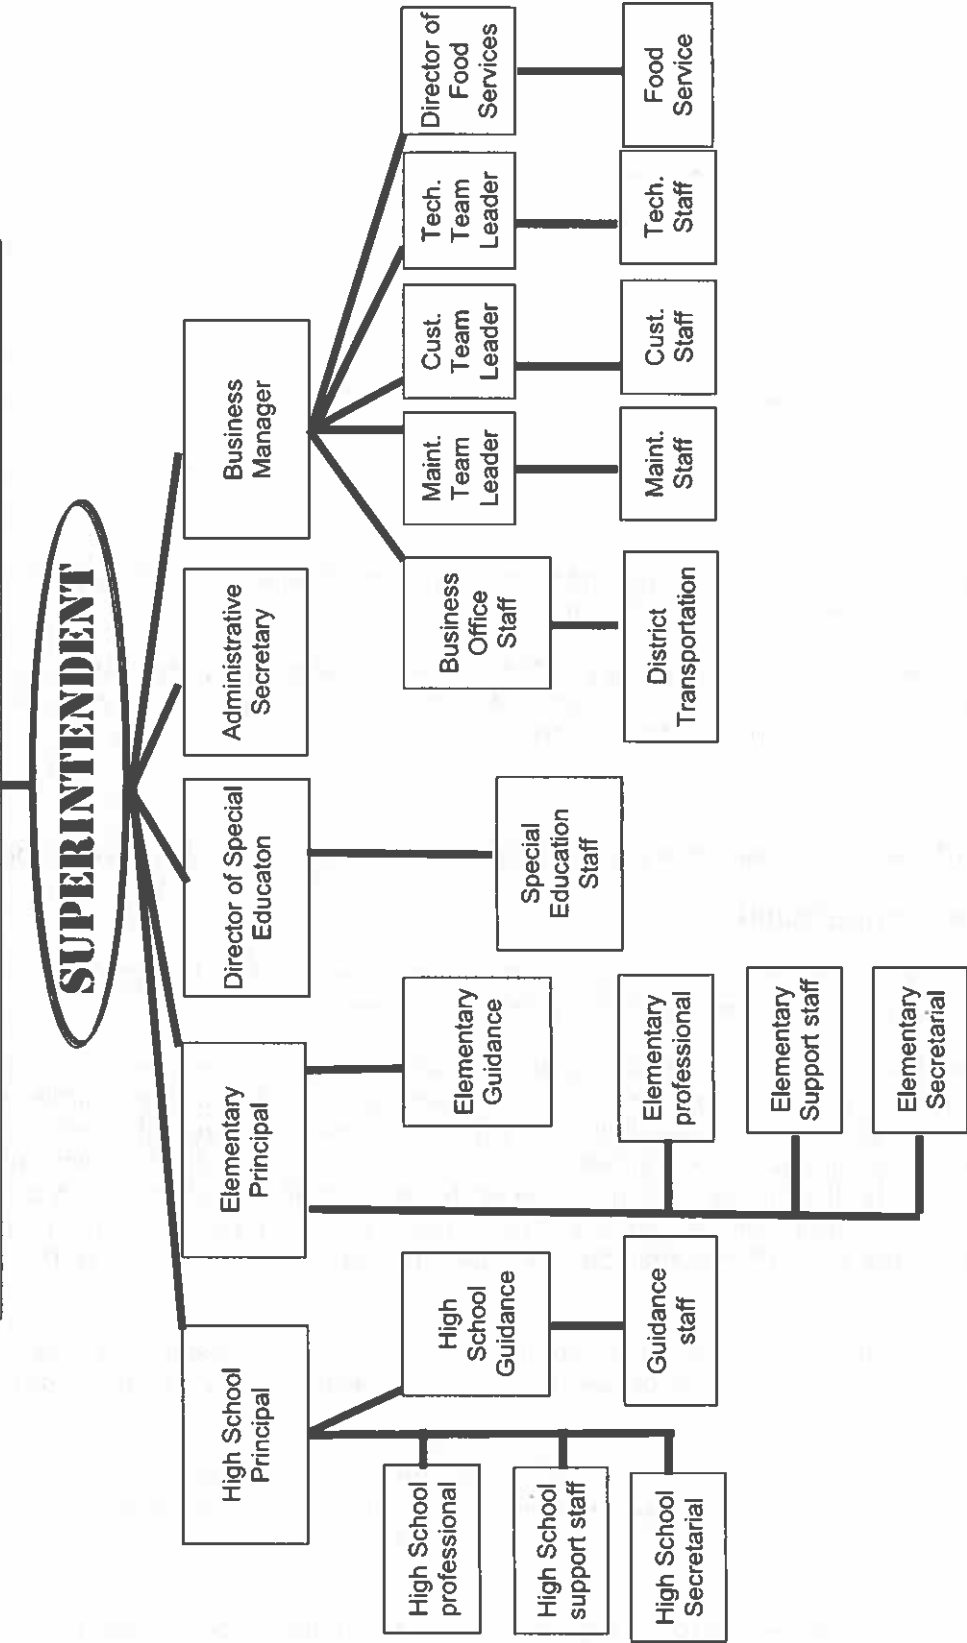 SUPERINTENDENT
High School
Principal
Elementary
Principal
Director of Special
Educaiton
Administrative
Secretary
Business
Manager
High School
professional
High School
support staff
High School
Secretarial
High
School
Guidance
Guidance
staff
Elementary
Guidance
Elementary
professional
Elementary
Support staff
Elementary
Secretarial
Special
Education
Staff
Business
Office
Staff
District
Transportation
Maint.
Team
Leader
Maint.
Staff
Cust.
Team
Leader
Cust.
Staff
Tech.
Team
Leader
Tech.
Staff
Director of
Food
Services
Food
Service